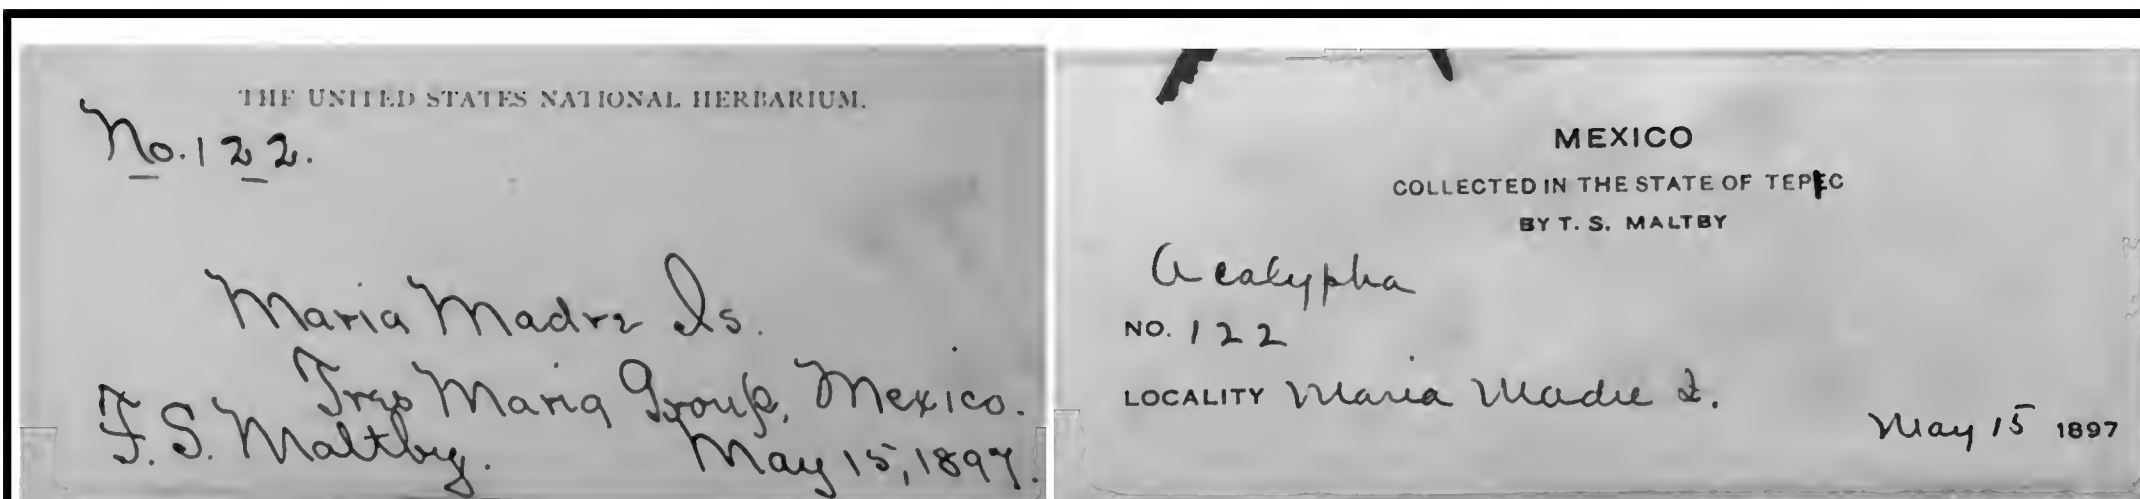 THE UNITED STATES NATIONAL HERBARIUM.
No. 122.
Maria Madre Is.
Tres Maria Group, Mexico.
T. S. Maltby. May 15, 1897.
MEXICO
COLLECTED IN THE STATE OF TEPEC
BY T. S. MALTBY
Acalypha
NO. 122
LOCALITY Maria Madre I.
May 15 1897